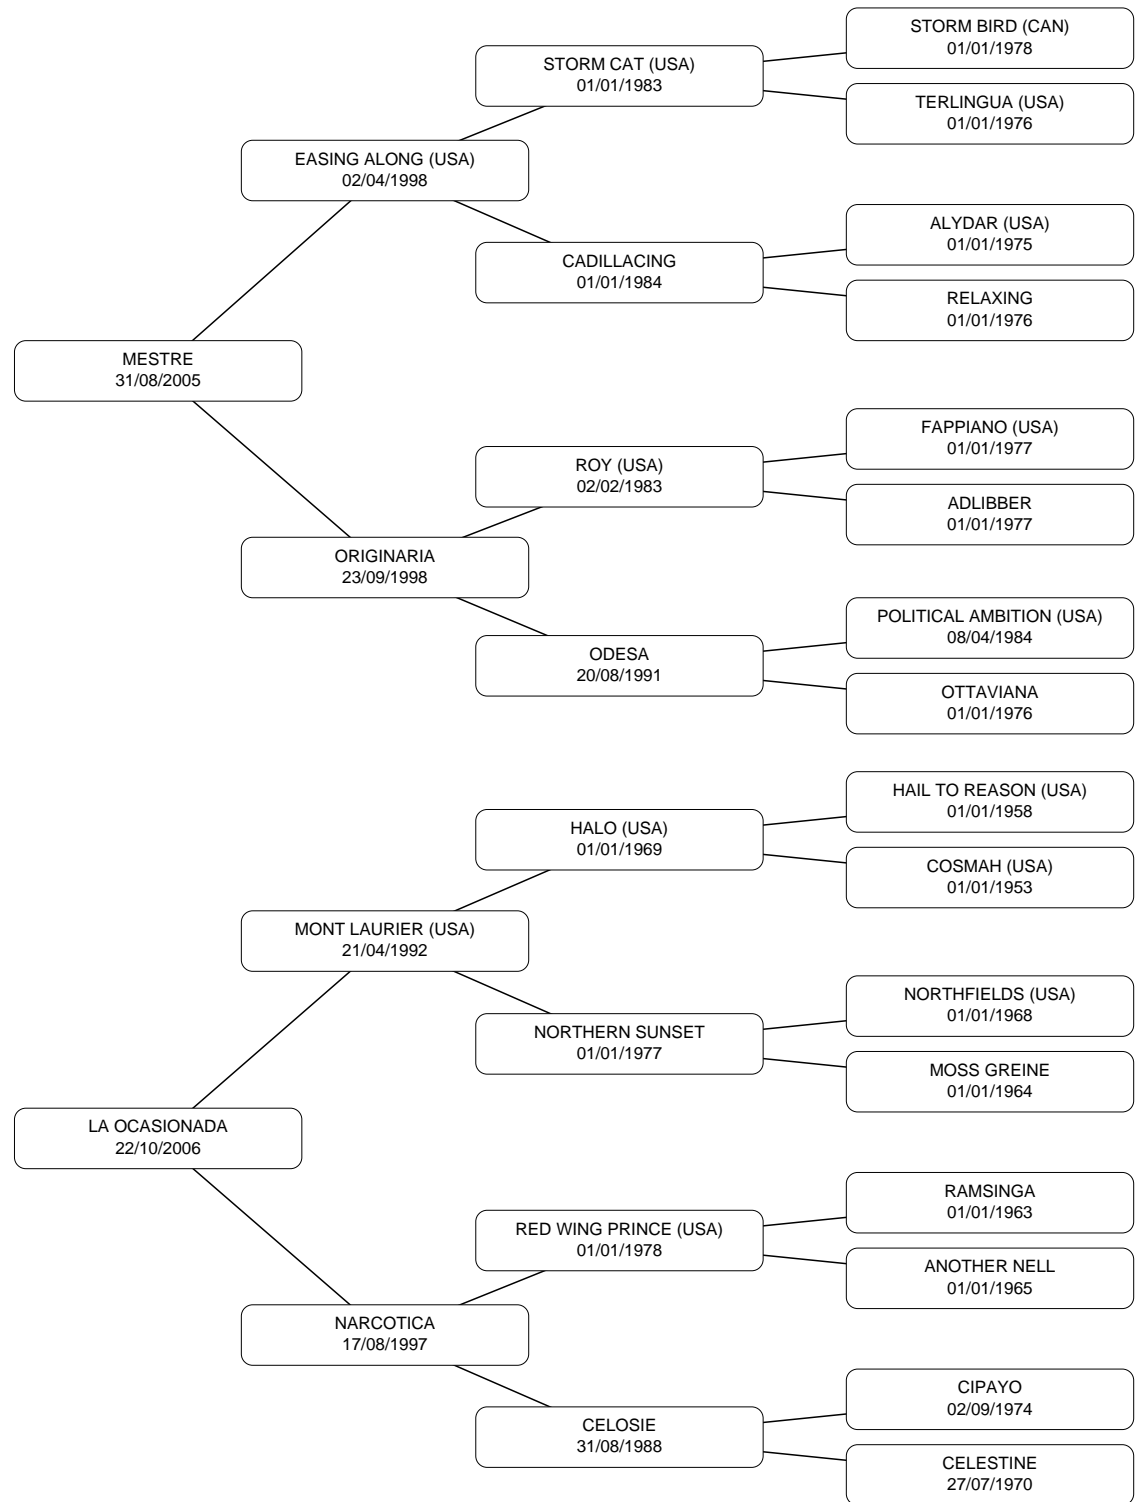 STORM BIRD (CAN)
01/01/1978
STORM CAT (USA)
01/01/1983
TERLINGUA (USA)
01/01/1976
EASING ALONG (USA)
02/04/1998
ALYDAR (USA)
01/01/1975
CADILLACING
01/01/1984
RELAXING
01/01/1976
MESTRE
31/08/2005
FAPPIANO (USA)
01/01/1977
ROY (USA)
02/02/1983
ADLIBBER
01/01/1977
ORIGINARIA
23/09/1998
POLITICAL AMBITION (USA)
08/04/1984
ODESA
20/08/1991
OTTAVIANA
01/01/1976
HAIL TO REASON (USA)
01/01/1958
HALO (USA)
01/01/1969
COSMAH (USA)
01/01/1953
MONT LAURIER (USA)
21/04/1992
NORTHFIELDS (USA)
01/01/1968
NORTHERN SUNSET
01/01/1977
MOSS GREINE
01/01/1964
LA OCASIONADA
22/10/2006
RAMSINGA
01/01/1963
RED WING PRINCE (USA)
01/01/1978
ANOTHER NELL
01/01/1965
NARCOTICA
17/08/1997
CIPAYO
02/09/1974
CELOSIE
31/08/1988
CELESTINE
27/07/1970